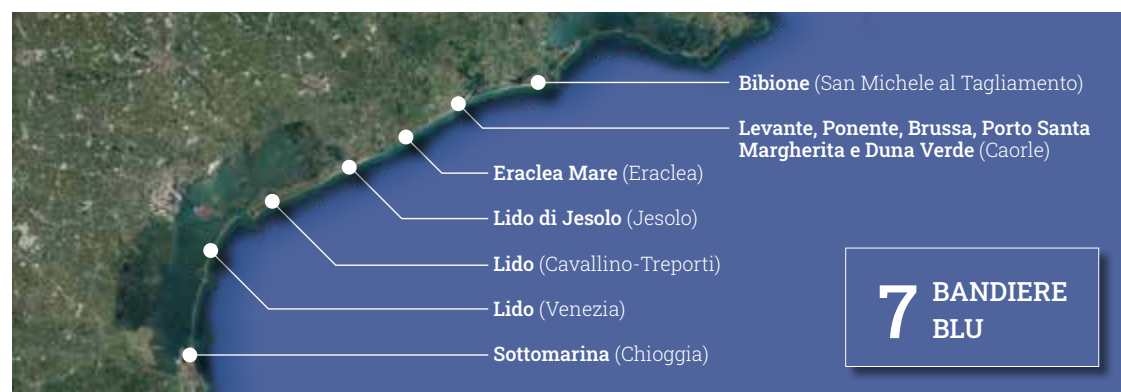 Bibione (San Michele al Tagliamento)
Levante, Ponente, Brussa, Porto Santa
Margherita e Duna Verde (Caorle)
Eraclea Mare (Eraclea)
Lido di Jesolo (Jesolo)
Lido (Cavallino-Treporti)
Lido (Venezia)
Sottomarina (Chioggia)
7 BANDIERE
BLU